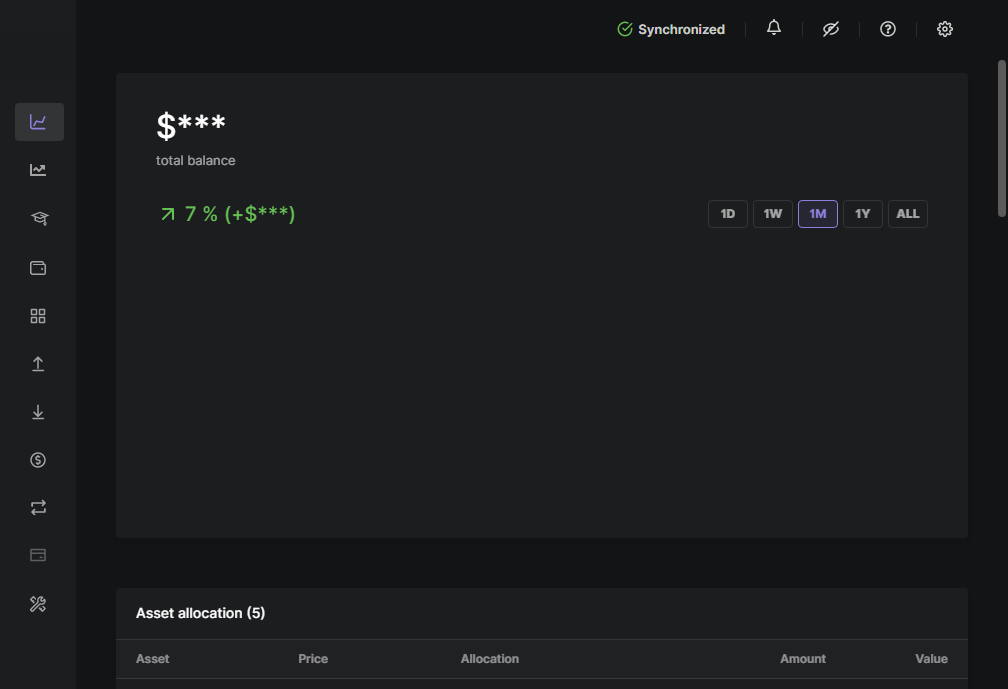 Synchronized
$***
total balance
7 % (+$***)
1D 1W 1M 1Y ALL
Asset allocation (5)
Asset Price Allocation Amount Value